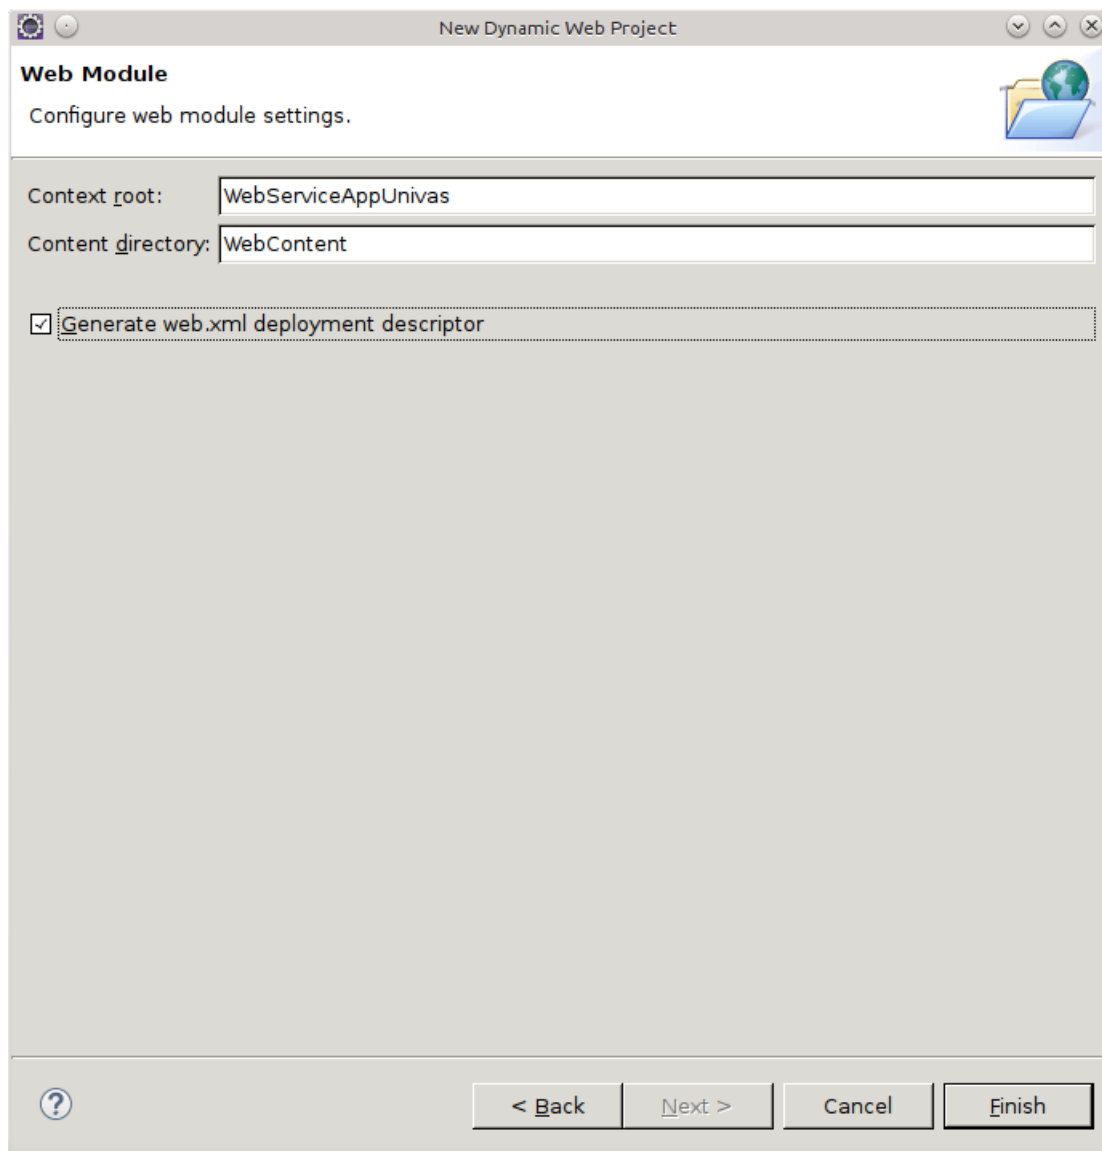 New Dynamic Web Project
Web Module
Configure web module settings.
Context root: WebServiceAppUnivas
Content directory: WebContent
Generate web.xml deployment descriptor
? < Back Next > Cancel Finish